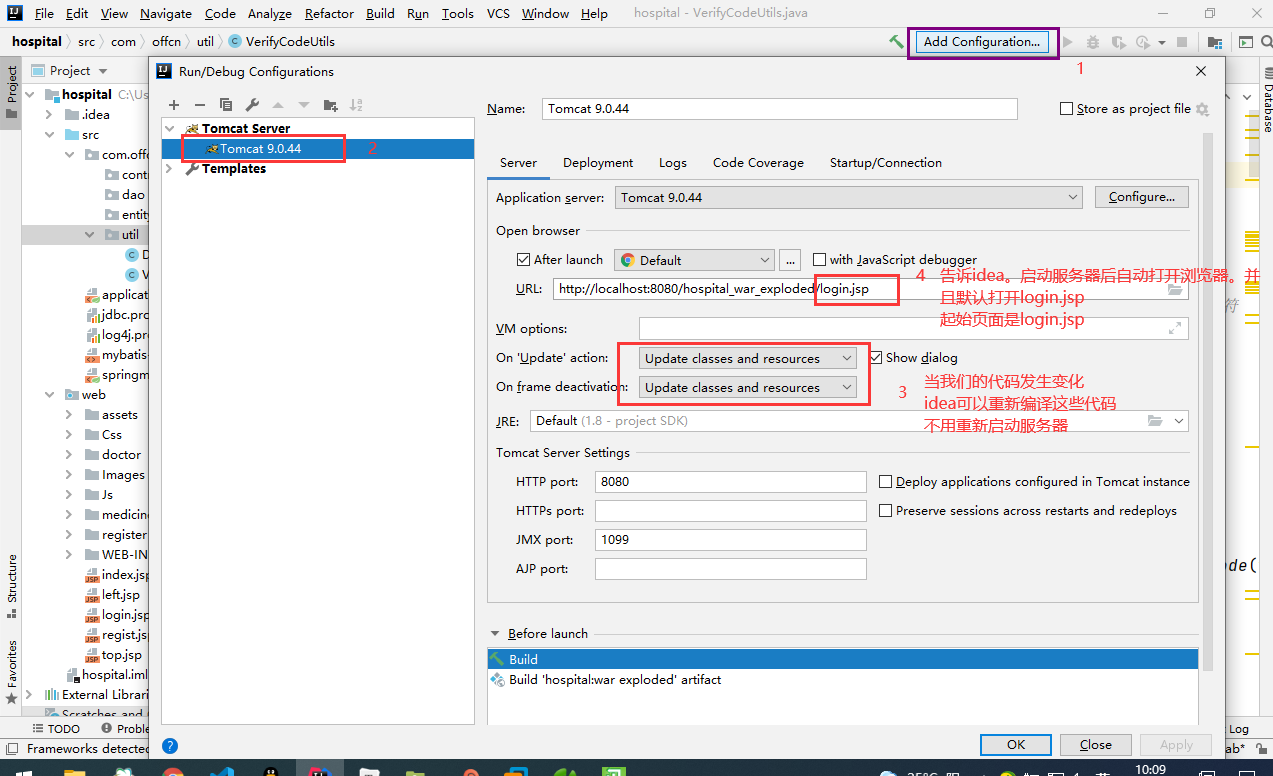 File Edit View Navigate Code Analyze Refactor Build Run Tools VCS Window Help hospital - VerifyCodeUtils.java
hospital src com offcn util VerifyCodeUtils Add Configuration...
1
Project
Project
hospital C:\Us
.idea
src
com.offc
cont
dao
entity
util
D
V
applicat
jdbc.pro
log4j.pr
mybatis
springm
web
assets
Css
doctor
Images
Js
medicin
register
WEB-IN
index.jsp
left.jsp
login.jsp
regist.jsp
top.jsp
hospital.iml
External Librari
Scratches and
Structure
Favorites
Database
Run/Debug Configurations
Tomcat Server
Tomcat 9.0.44 2
Templates
Name: Tomcat 9.0.44 Store as project file
Server Deployment Logs Code Coverage Startup/Connection
Application server: Tomcat 9.0.44 Configure...
Open browser
After launch Default ... with JavaScript debugger
URL: http://localhost:8080/hospital_war_exploded/login.jsp
4 告诉idea。启动服务器后自动打开浏览器。并
且默认打开login.jsp
起始页面是login.jsp
符
VM options:
On 'Update' action: Update classes and resources Show dialog
On frame deactivation: Update classes and resources
3 当我们的代码发生变化
idea可以重新编译这些代码
不用重新启动服务器
JRE: Default (1.8 - project SDK)
Tomcat Server Settings
HTTP port: 8080 Deploy applications configured in Tomcat instance
HTTPs port: Preserve sessions across restarts and redeploys
JMX port: 1099
AJP port:
ode(
Before launch
Build
Build 'hospital:war exploded' artifact
? OK Close Apply
TODO Proble Log
Frameworks detected ab*
25°C 阴 英 10:09